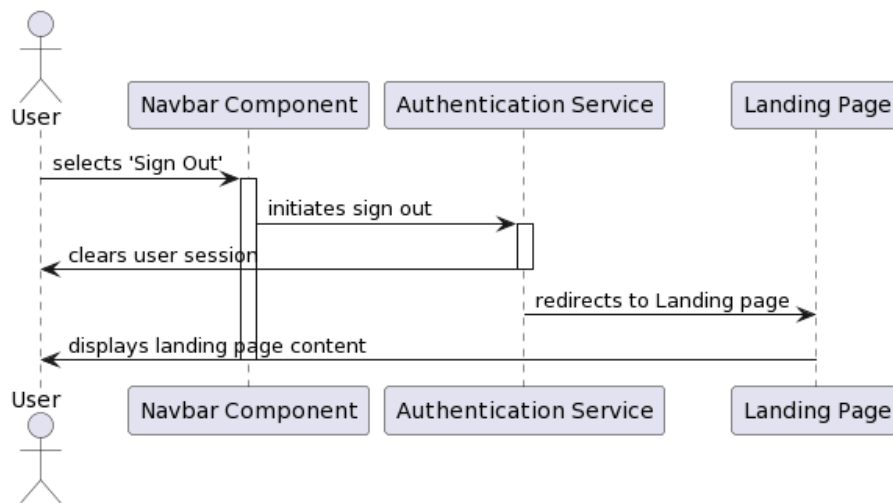 User
Navbar Component
Authentication Service
Landing Page
selects 'Sign Out'
initiates sign out
clears user session
redirects to Landing page
displays landing page content
User
Navbar Component
Authentication Service
Landing Page